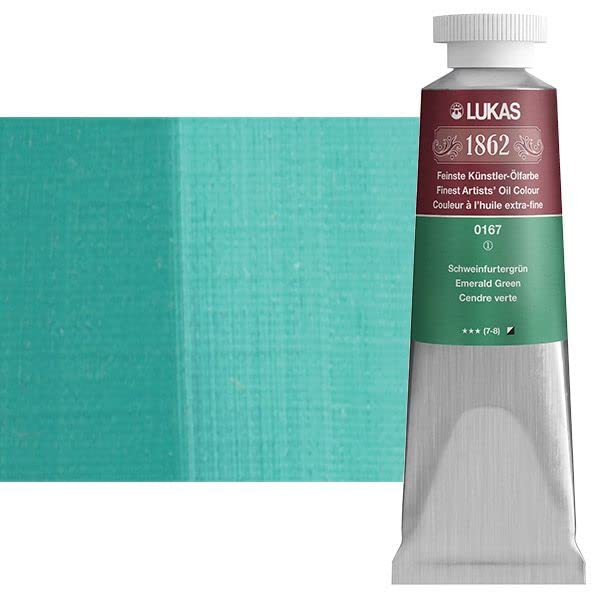 LUKAS
1862
Feinste Künstler-Ölfarbe
Finest Artists' Oil Colour
Couleur à l'huile extra-fine
0167
①
Schweinfurtergrün
Emerald Green
Cendre verte
★★★ (7-8)